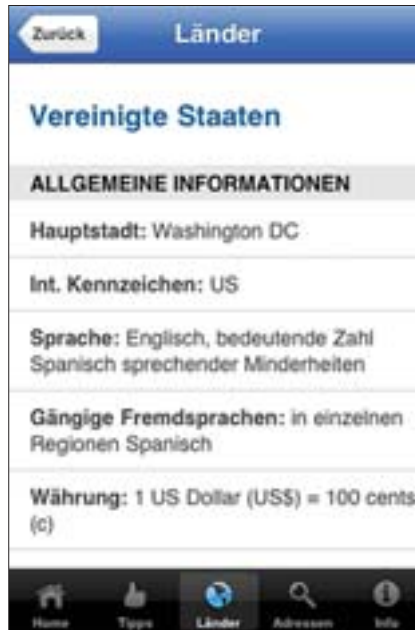 Zurück Länder
Vereinigte Staaten
ALLGEMEINE INFORMATIONEN
Hauptstadt: Washington DC
Int. Kennzeichen: US
Sprache: Englisch, bedeutende Zahl
Spanisch sprechender Minderheiten
Gängige Fremdsprachen: in einzelnen
Regionen Spanisch
Währung: 1 US Dollar (US$) = 100 cents
(c)
Home Tipps Länder Adressen Info